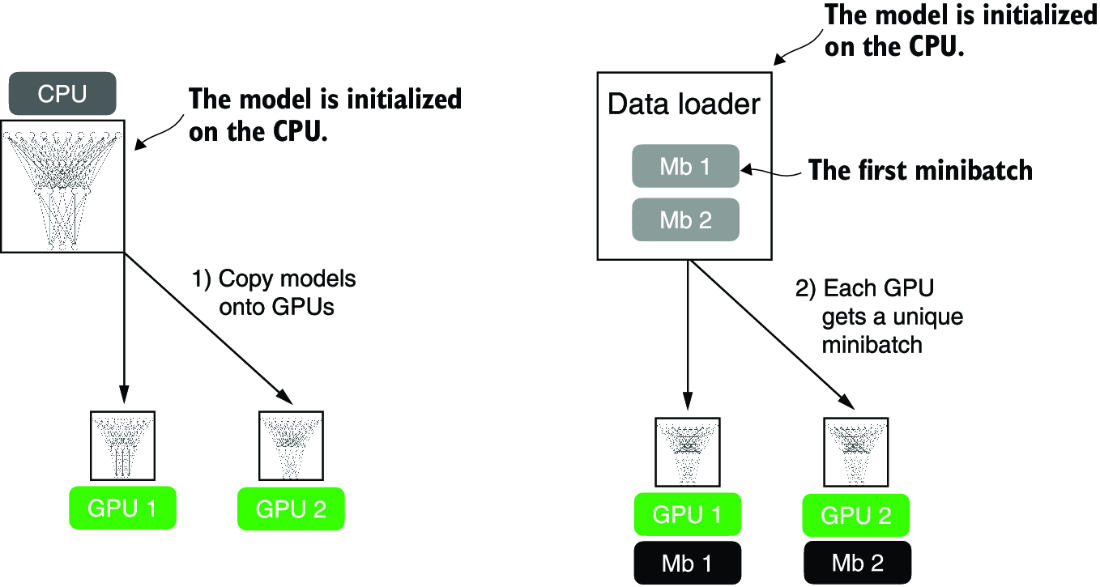 CPU
The model is initialized
on the CPU.
1) Copy models
onto GPUs
GPU 1
GPU 2
The model is initialized
on the CPU.
Data loader
Mb 1
The first minibatch
Mb 2
2) Each GPU
gets a unique
minibatch
GPU 1
GPU 2
Mb 1
Mb 2